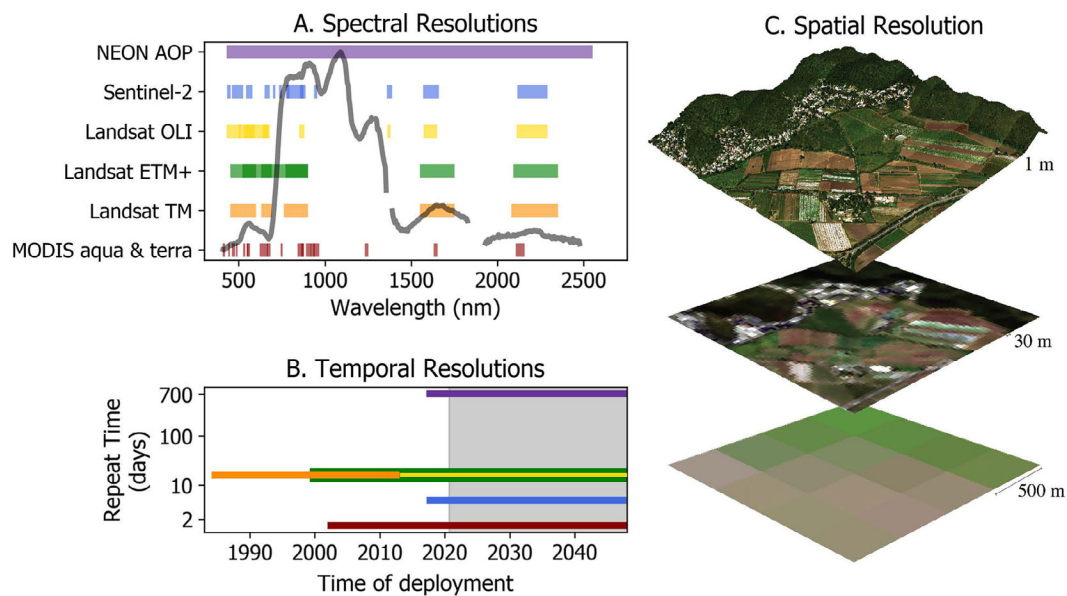 A. Spectral Resolutions
NEON AOP
Sentinel-2
Landsat OLI
Landsat ETM+
Landsat TM
MODIS aqua & terra
500
1000
1500
2000
2500
Wavelength (nm)
B. Temporal Resolutions
Repeat Time
(days)
700
100
10
2
1990
2000
2010
2020
2030
2040
Time of deployment
C. Spatial Resolution
1 m
30 m
500 m